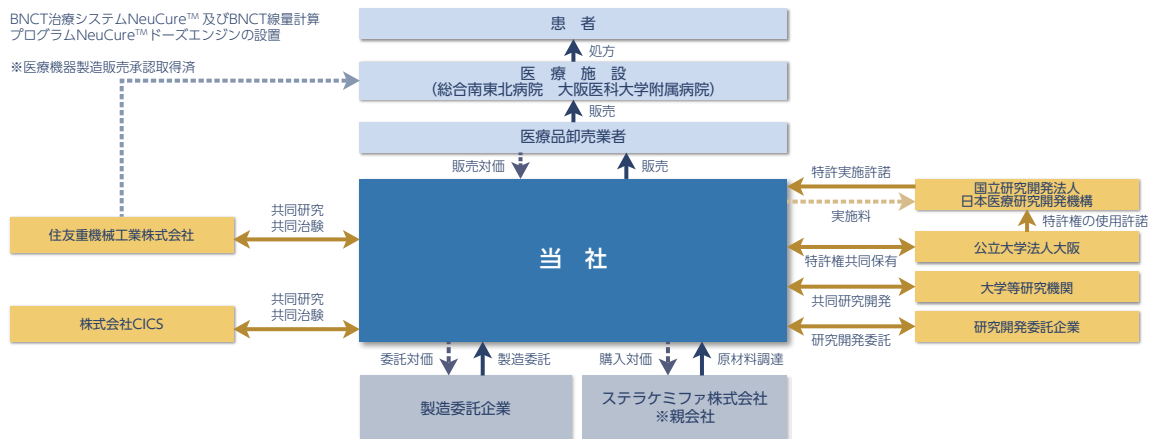 BNCT治療システムNeuCure™ 及びBNCT線量計算
プログラムNeuCure™ドーズエンジンの設置
※医療機器製造販売承認取得済
患　者
処方
医　療　施　設
（総合南東北病院　大阪医科大学附属病院）
販売
医療品卸売業者
販売対価
販売
特許実施許諾
国立研究開発法人
日本医療研究開発機構
実施料
特許権の使用許諾
共同研究
共同治験
住友重機械工業株式会社
当　社
公立大学法人大阪
特許権共同保有
大学等研究機関
共同研究開発
共同研究
共同治験
株式会社CICS
研究開発委託企業
研究開発委託
委託対価
製造委託
購入対価
原材料調達
製造委託企業
ステラケミファ株式会社
※親会社